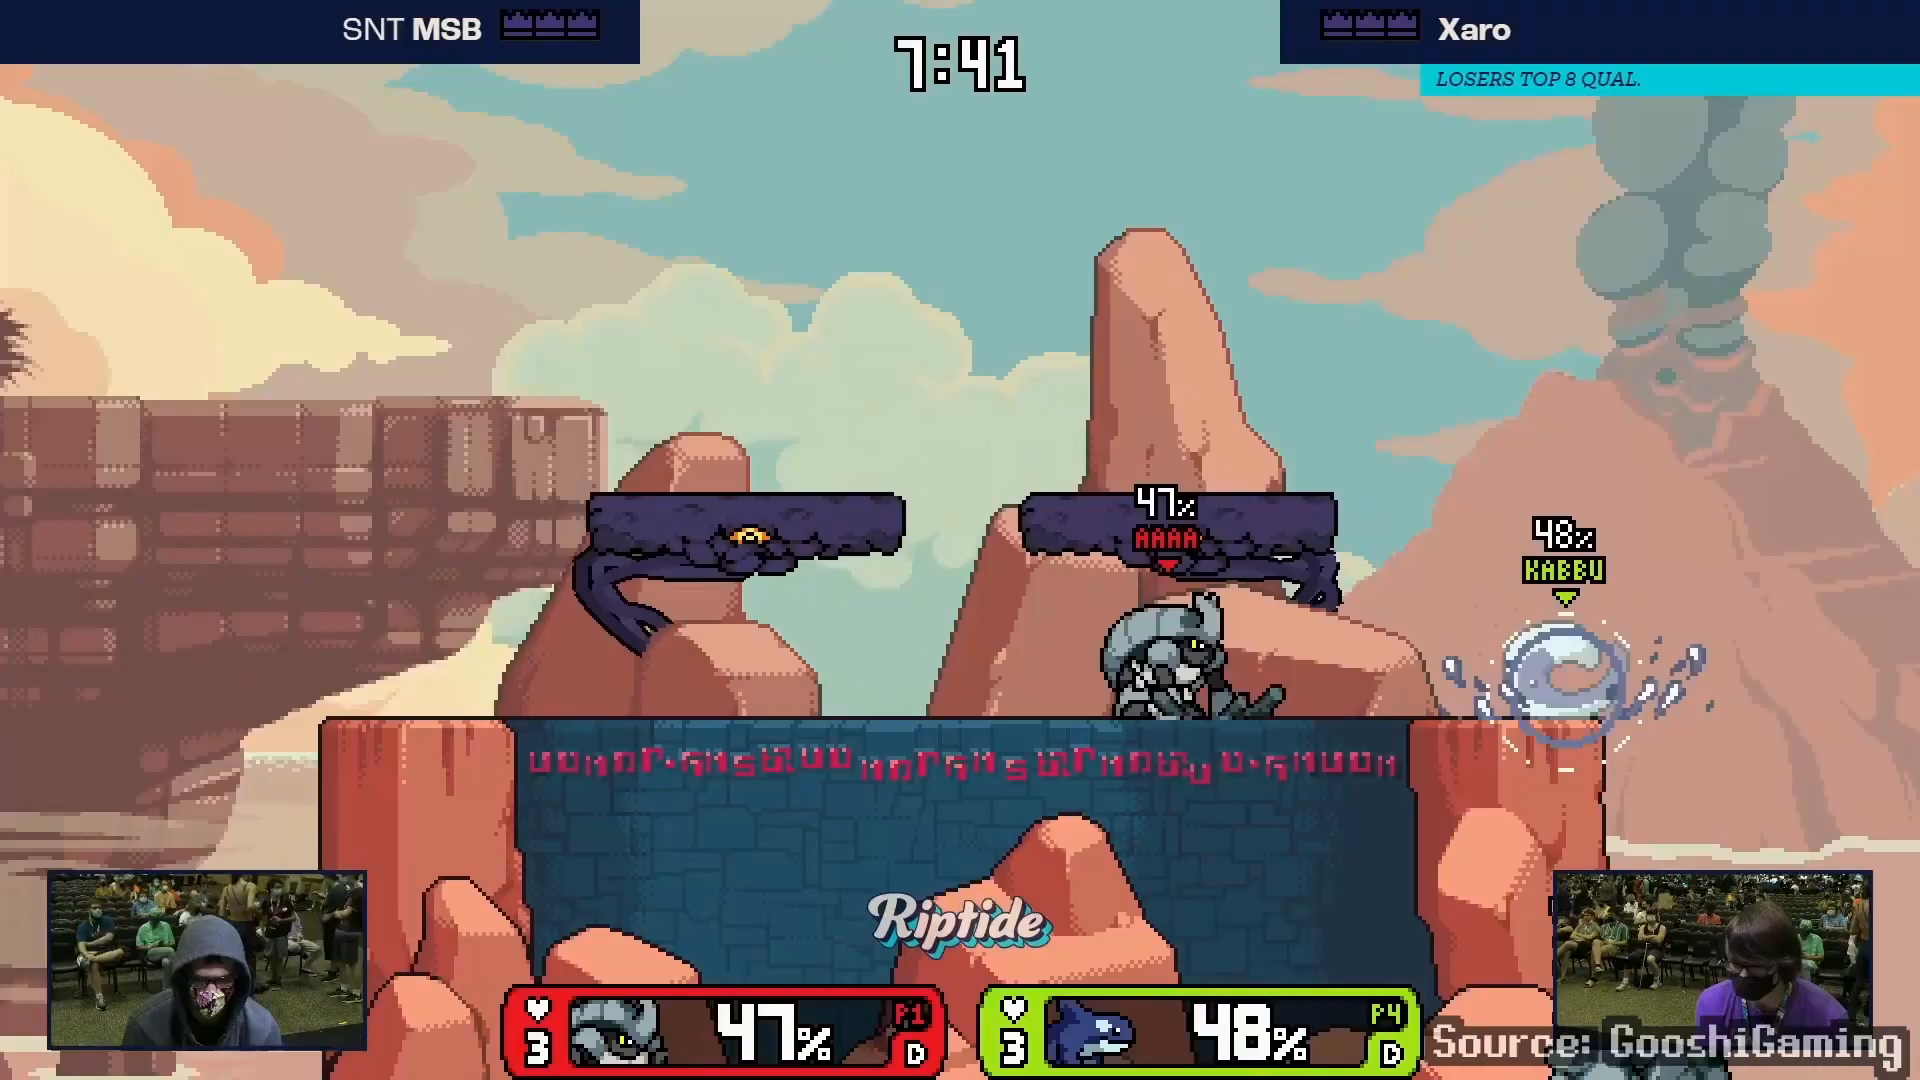 SNT MSB
7:41
Xaro
LOSERS TOP 8 QUAL.
47%
AAAA
48%
KABBU
Riptide
3
47%
P1
D
3
48%
P4
D
Source: GooshiGaming